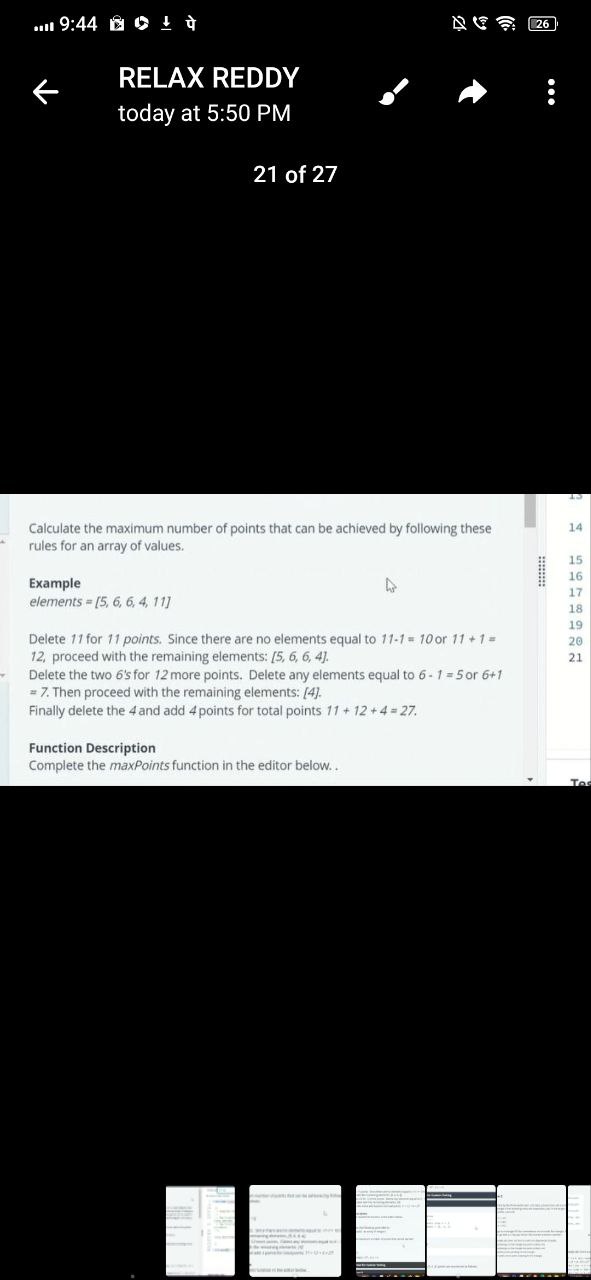 9:44
26
RELAX REDDY
today at 5:50 PM
21 of 27
Calculate the maximum number of points that can be achieved by following these
rules for an array of values.
Example
elements = [5, 6, 6, 4, 11]
Delete 11 for 11 points. Since there are no elements equal to 11-1 = 10 or 11 + 1 =
12, proceed with the remaining elements: [5, 6, 6, 4].
Delete the two 6's for 12 more points. Delete any elements equal to 6 - 1 = 5 or 6+1
= 7. Then proceed with the remaining elements: [4].
Finally delete the 4 and add 4 points for total points 11 + 12 + 4 = 27.
Function Description
Complete the maxPoints function in the editor below. .
13
14
15
16
17
18
19
20
21